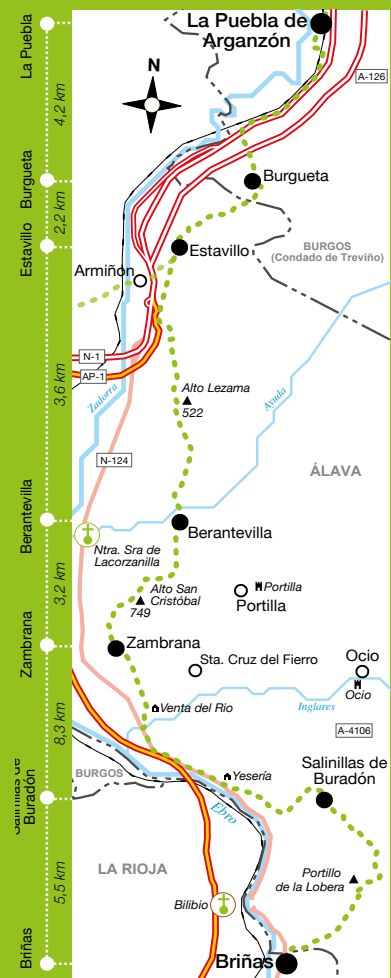 La Puebla
4,2 km
Burgueta
2,2 km
Estavillo
3,6 km
Berantevilla
3,2 km
Zambrana
8,3 km
Salinillas de
Buradón
5,5 km
Briñas
La Puebla de
Arganzón
N
A-126
Burgueta
Estavillo
BURGOS
(Condado de Treviño)
Armiñón
N-1
AP-1
Zadorra
Alto Lezama
522
Ayuda
N-124
ÁLAVA
Berantevilla
Ntra. Sra de
Lacorzanilla
Alto San
Cristóbal
749
Portilla
Portilla
Zambrana
Sta. Cruz del Fierro
Ocio
Ocio
Venta del Rio
Inglares
A-4106
BURGOS
Yesería
Salinillas de
Buradón
Ebro
LA RIOJA
Portillo
de la Lobera
Bilibio
Briñas